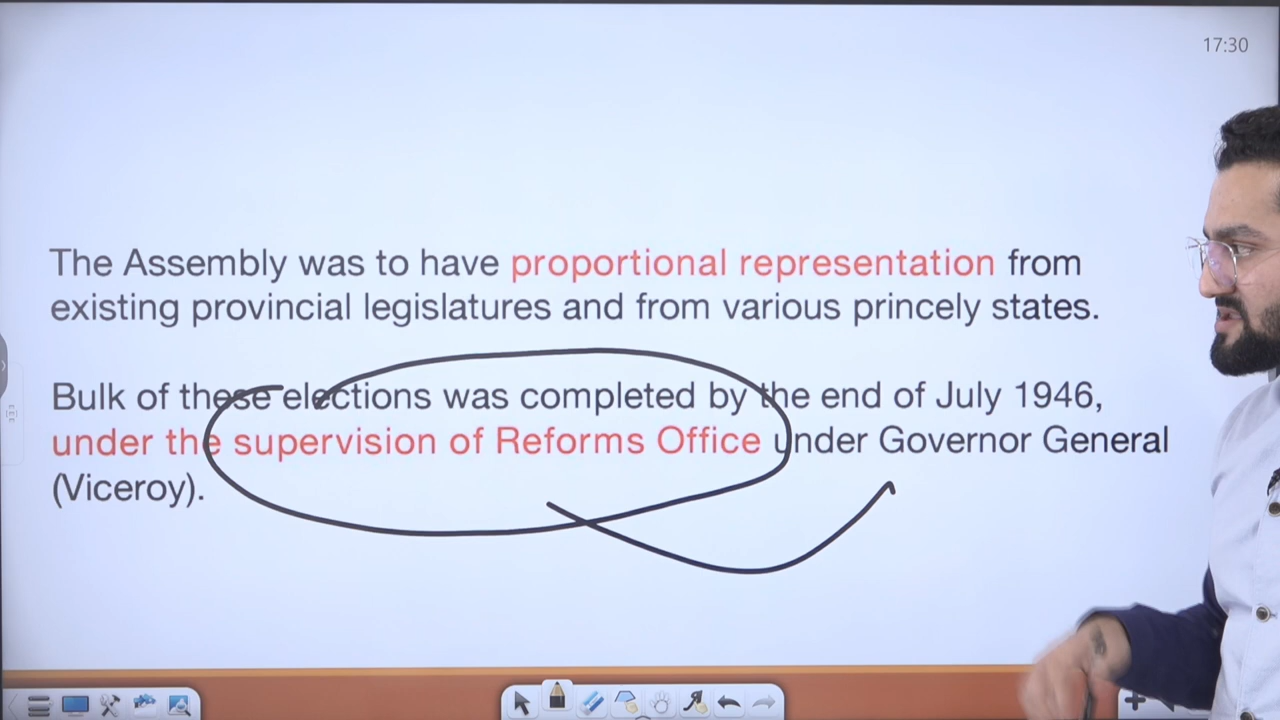 17:30
The Assembly was to have proportional representation from
existing provincial legislatures and from various princely states.
Bulk of these elections was completed by the end of July 1946,
under the supervision of Reforms Office under Governor General
(Viceroy).